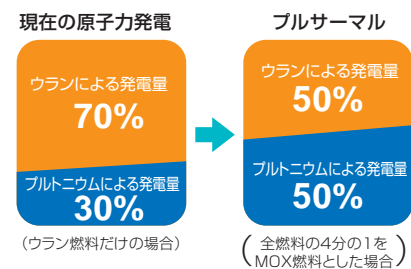 現在の原子力発電
ウランによる発電量
70%
プルトニウムによる発電量
30%
(ウラン燃料だけの場合)
プルサーマル
ウランによる発電量
50%
プルトニウムによる発電量
50%
(全燃料の4分の1を
MOX燃料とした場合)